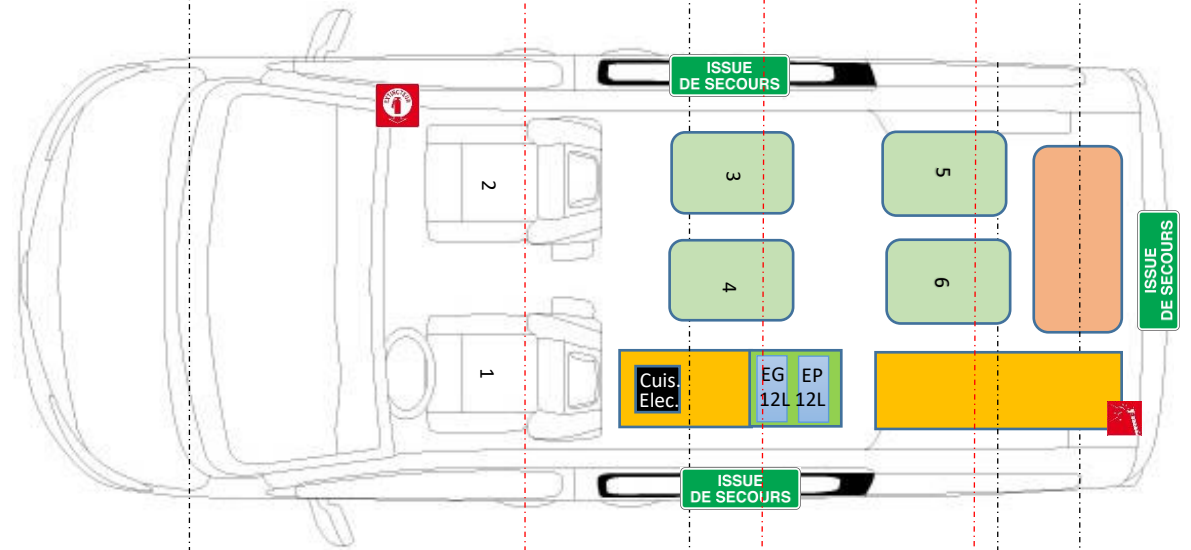 ISSUE
DE SECOURS
EXTINCTEUR
2
3
5
4
6
1
ISSUE
DE SECOURS
Cuis.
Elec.
EG
12L
EP
12L
ISSUE
DE SECOURS